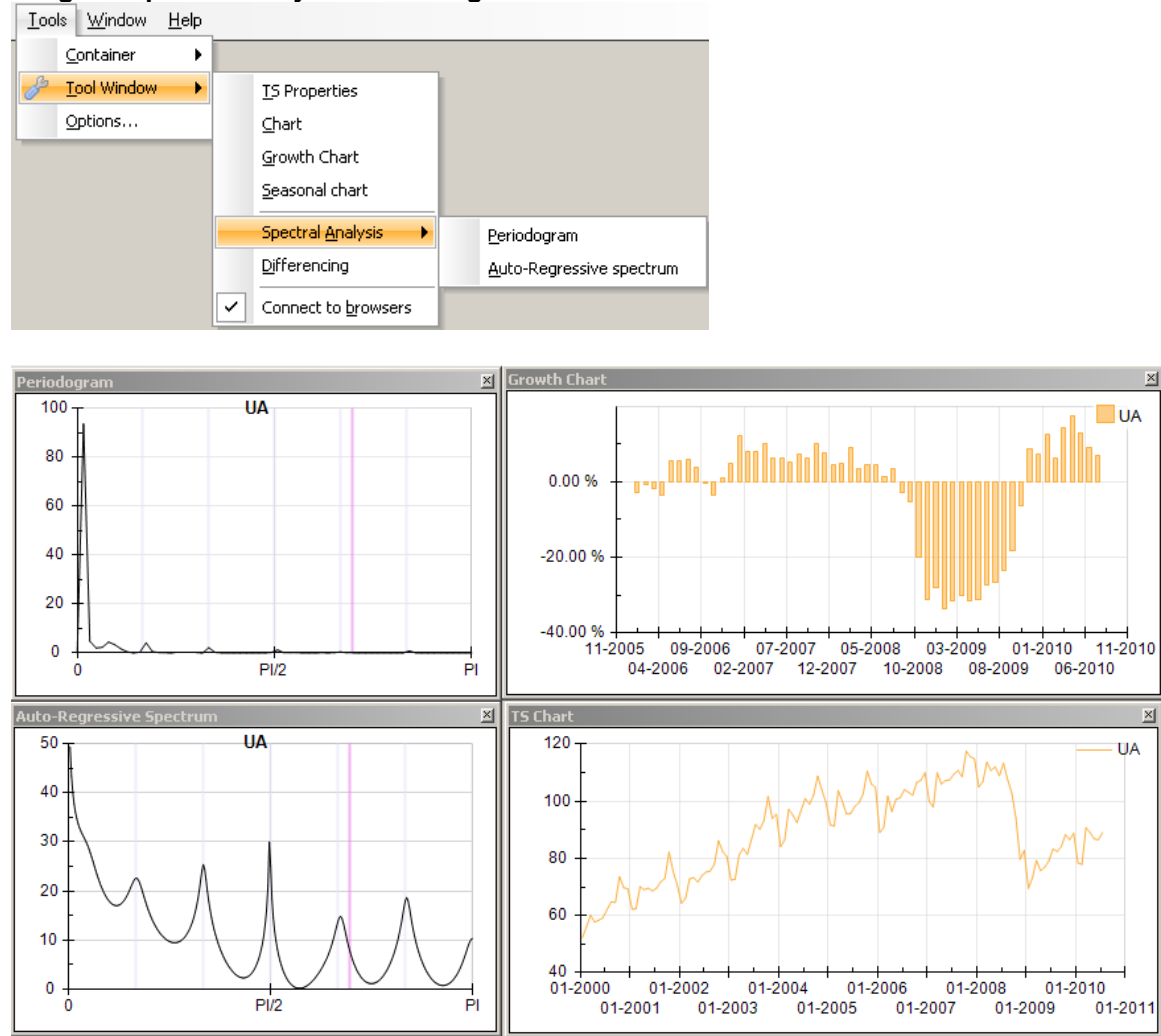 Tools Window Help
Container
Tool Window
Options...
TS Properties
Chart
Growth Chart
Seasonal chart
Spectral Analysis
Differencing
Connect to browsers
Periodogram
Auto-Regressive spectrum
Periodogram
UA
100
80
60
40
20
0
0 PI/2 PI
Growth Chart
UA
0.00 %
-20.00 %
-40.00 %
11-2005 09-2006 07-2007 05-2008 03-2009 01-2010 11-2010
04-2006 02-2007 12-2007 10-2008 08-2009 06-2010
Auto-Regressive Spectrum
UA
50
40
30
20
10
0
0 PI/2 PI
TS Chart
UA
120
100
80
60
40
01-2000 01-2002 01-2004 01-2006 01-2008 01-2010
01-2001 01-2003 01-2005 01-2007 01-2009 01-2011